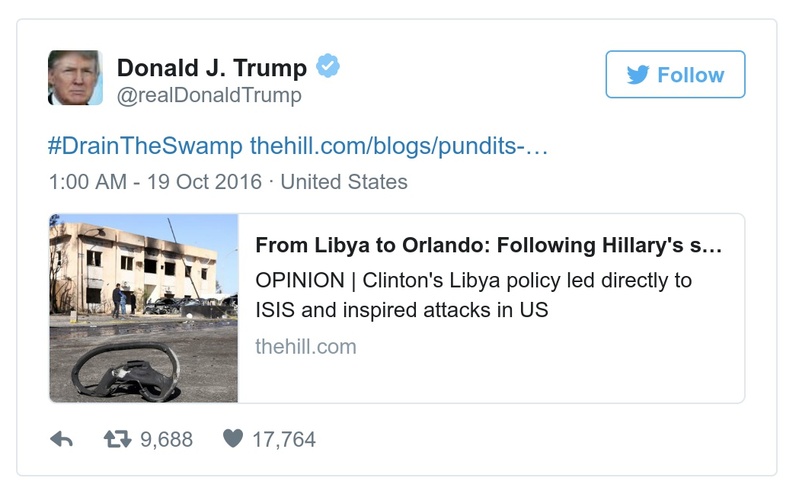 Donald J. Trump
@realDonaldTrump
Follow
#DrainTheSwamp thehill.com/blogs/pundits-…
1:00 AM - 19 Oct 2016 · United States
From Libya to Orlando: Following Hillary's s…
OPINION | Clinton's Libya policy led directly to
ISIS and inspired attacks in US
thehill.com
9,688 17,764